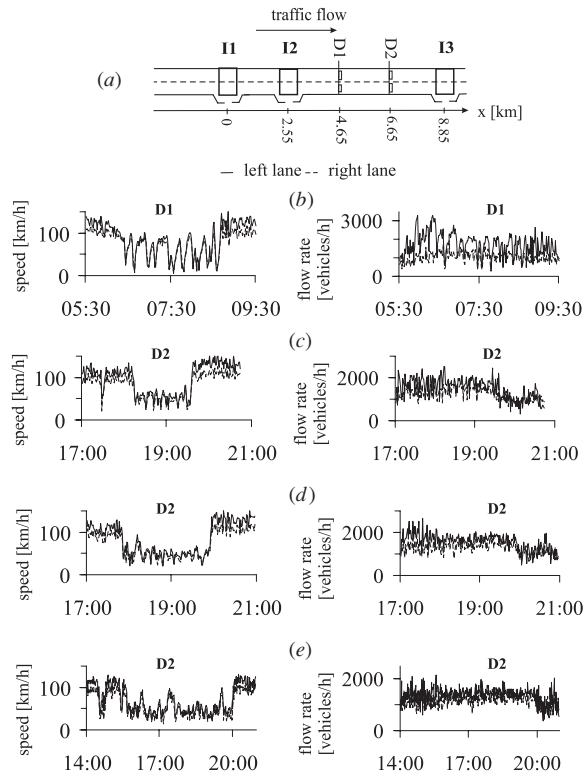 traffic flow
I1 I2 D1 D2 I3
(a)
x [km]
0 2.55 4.65 6.65 8.85
— left lane -- right lane
(b)
D1
speed [km/h]
100
0
05:30 07:30 09:30
D1
flow rate
[vehicles/h]
3000
0
05:30 07:30 09:30
(c)
D2
speed [km/h]
100
0
17:00 19:00 21:00
D2
flow rate
[vehicles/h]
2000
0
17:00 19:00 21:00
(d)
D2
speed [km/h]
100
0
17:00 19:00 21:00
D2
flow rate
[vehicles/h]
2000
0
17:00 19:00 21:00
(e)
D2
speed [km/h]
100
0
14:00 17:00 20:00
D2
flow rate
[vehicles/h]
2000
0
14:00 17:00 20:00